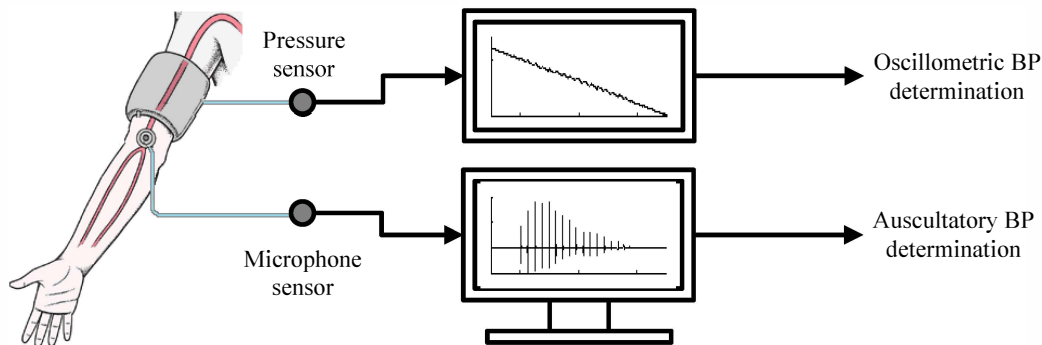 Pressure
sensor
Oscillometric BP
determination
Microphone
sensor
Auscultatory BP
determination